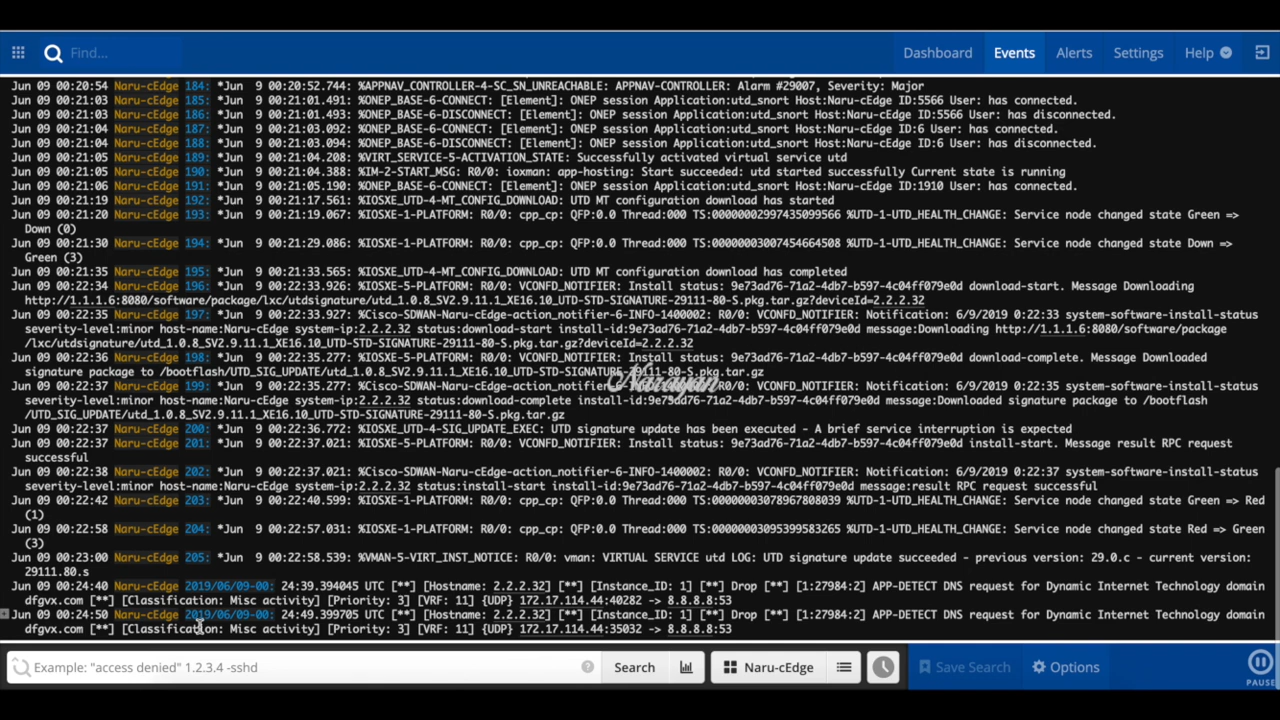 Find...
Dashboard Events Alerts Settings Help
Jun 09 00:20:54 Naru-cEdge 184: *Jun 9 00:20:52.744: %APPNAV_CONTROLLER-4-SC_SN_UNREACHABLE: APPNAV-CONTROLLER: Alarm #29007, Severity: Major
Jun 09 00:21:03 Naru-cEdge 185: *Jun 9 00:21:01.491: %ONEP_BASE-6-CONNECT: [Element]: ONEP session Application:utd_snort Host:Naru-cEdge ID:5566 User: has connected.
Jun 09 00:21:03 Naru-cEdge 186: *Jun 9 00:21:01.493: %ONEP_BASE-6-DISCONNECT: [Element]: ONEP session Application:utd_snort Host:Naru-cEdge ID:5566 User: has disconnected.
Jun 09 00:21:04 Naru-cEdge 187: *Jun 9 00:21:03.092: %ONEP_BASE-6-CONNECT: [Element]: ONEP session Application:utd_snort Host:Naru-cEdge ID:6 User: has connected.
Jun 09 00:21:04 Naru-cEdge 188: *Jun 9 00:21:03.094: %ONEP_BASE-6-DISCONNECT: [Element]: ONEP session Application:utd_snort Host:Naru-cEdge ID:6 User: has disconnected.
Jun 09 00:21:05 Naru-cEdge 189: *Jun 9 00:21:04.208: %VIRT_SERVICE-5-ACTIVATION_STATE: Successfully activated virtual service utd
Jun 09 00:21:06 Naru-cEdge 190: *Jun 9 00:21:04.388: %IM-2-START_MSG: R0/0: ioxman: app-hosting: Start succeeded: utd started successfully Current state is running
Jun 09 00:21:06 Naru-cEdge 191: *Jun 9 00:21:05.190: %ONEP_BASE-6-CONNECT: [Element]: ONEP session Application:utd_snort Host:Naru-cEdge ID:1910 User: has connected.
Jun 09 00:21:19 Naru-cEdge 192: *Jun 9 00:21:17.561: %IOSXE_UTD-4-MT_CONFIG_DOWNLOAD: UTD MT configuration download has started
Jun 09 00:21:20 Naru-cEdge 193: *Jun 9 00:21:19.067: %IOSXE-1-PLATFORM: R0/0: cpp_cp: QFP:0.0 Thread:000 TS:00000002997435099566 %UTD-1-UTD_HEALTH_CHANGE: Service node changed state Green =>
Down (0)
Jun 09 00:21:30 Naru-cEdge 194: *Jun 9 00:21:29.086: %IOSXE-1-PLATFORM: R0/0: cpp_cp: QFP:0.0 Thread:000 TS:00000003007454664508 %UTD-1-UTD_HEALTH_CHANGE: Service node changed state Down =>
Green (3)
Jun 09 00:21:35 Naru-cEdge 195: *Jun 9 00:21:33.565: %IOSXE_UTD-4-MT_CONFIG_DOWNLOAD: UTD MT configuration download has completed
Jun 09 00:22:34 Naru-cEdge 196: *Jun 9 00:22:33.926: %IOSXE-5-PLATFORM: R0/0: VCONFD_NOTIFIER: Install status: 9e73ad76-71a2-4db7-b597-4c04ff079e0d download-start. Message Downloading
http://1.1.1.6:8080/software/package/lxc/utdsignature/utd_1.0.8_SV2.9.11.1_XE16.10_UTD-STD-SIGNATURE-29111-80-S.pkg.tar.gz?deviceId=2.2.2.32
Jun 09 00:22:35 Naru-cEdge 197: *Jun 9 00:22:33.927: %Cisco-SDWAN-Naru-cEdge-action_notifier-6-INFO-1400002: R0/0: VCONFD_NOTIFIER: Notification: 6/9/2019 0:22:33 system-software-install-status
severity-level:minor host-name:Naru-cEdge system-ip:2.2.2.32 status:download-start install-id:9e73ad76-71a2-4db7-b597-4c04ff079e0d message:Downloading http://1.1.1.6:8080/software/package
/lxc/utdsignature/utd_1.0.8_SV2.9.11.1_XE16.10_UTD-STD-SIGNATURE-29111-80-S.pkg.tar.gz?deviceId=2.2.2.32
Jun 09 00:22:36 Naru-cEdge 198: *Jun 9 00:22:35.277: %IOSXE-5-PLATFORM: R0/0: VCONFD_NOTIFIER: Install status: 9e73ad76-71a2-4db7-b597-4c04ff079e0d download-complete. Message Downloaded
signature package to /bootflash/UTD_SIG_UPDATE/utd_1.0.8_SV2.9.11.1_XE16.10_UTD-STD-SIGNATURE-29111-80-S.pkg.tar.gz
Narayan
Jun 09 00:22:37 Naru-cEdge 199: *Jun 9 00:22:35.277: %Cisco-SDWAN-Naru-cEdge-action_notifier-6-INFO-1400002: R0/0: VCONFD_NOTIFIER: Notification: 6/9/2019 0:22:35 system-software-install-status
severity-level:minor host-name:Naru-cEdge system-ip:2.2.2.32 status:download-complete install-id:9e73ad76-71a2-4db7-b597-4c04ff079e0d message:Downloaded signature package to /bootflash
/UTD_SIG_UPDATE/utd_1.0.8_SV2.9.11.1_XE16.10_UTD-STD-SIGNATURE-29111-80-S.pkg.tar.gz
Jun 09 00:22:37 Naru-cEdge 200: *Jun 9 00:22:36.772: %IOSXE_UTD-4-SIG_UPDATE_EXEC: UTD signature update has been executed - A brief service interruption is expected
Jun 09 00:22:37 Naru-cEdge 201: *Jun 9 00:22:37.021: %IOSXE-5-PLATFORM: R0/0: VCONFD_NOTIFIER: Install status: 9e73ad76-71a2-4db7-b597-4c04ff079e0d install-start. Message result RPC request
successful
Jun 09 00:22:38 Naru-cEdge 202: *Jun 9 00:22:37.021: %Cisco-SDWAN-Naru-cEdge-action_notifier-6-INFO-1400002: R0/0: VCONFD_NOTIFIER: Notification: 6/9/2019 0:22:37 system-software-install-status
severity-level:minor host-name:Naru-cEdge system-ip:2.2.2.32 status:install-start install-id:9e73ad76-71a2-4db7-b597-4c04ff079e0d message:result RPC request successful
Jun 09 00:22:42 Naru-cEdge 203: *Jun 9 00:22:40.599: %IOSXE-1-PLATFORM: R0/0: cpp_cp: QFP:0.0 Thread:000 TS:00000003078967808039 %UTD-1-UTD_HEALTH_CHANGE: Service node changed state Green => Red
(1)
Jun 09 00:22:58 Naru-cEdge 204: *Jun 9 00:22:57.031: %IOSXE-1-PLATFORM: R0/0: cpp_cp: QFP:0.0 Thread:000 TS:00000003095399583265 %UTD-1-UTD_HEALTH_CHANGE: Service node changed state Red => Green
(3)
Jun 09 00:23:00 Naru-cEdge 205: *Jun 9 00:22:58.539: %VMAN-5-VIRT_INST_NOTICE: R0/0: vman: VIRTUAL SERVICE utd LOG: UTD signature update succeeded - previous version: 29.0.c - current version:
29111.80.s
Jun 09 00:24:40 Naru-cEdge 2019/06/09-00: 24:39.394045 UTC [**] [Hostname: 2.2.2.32] [**] [Instance_ID: 1] [**] Drop [**] [1:27984:2] APP-DETECT DNS request for Dynamic Internet Technology domain
dfgvx.com [**] [Classification: Misc activity] [Priority: 3] [VRF: 11] {UDP} 172.17.114.44:40282 -> 8.8.8.8:53
Jun 09 00:24:50 Naru-cEdge 2019/06/09-00: 24:49.399705 UTC [**] [Hostname: 2.2.2.32] [**] [Instance_ID: 1] [**] Drop [**] [1:27984:2] APP-DETECT DNS request for Dynamic Internet Technology domain
dfgvx.com [**] [Classification: Misc activity] [Priority: 3] [VRF: 11] {UDP} 172.17.114.44:35032 -> 8.8.8.8:53
Example: "access denied" 1.2.3.4 -sshd ? Search Naru-cEdge Save Search Options PAUSE